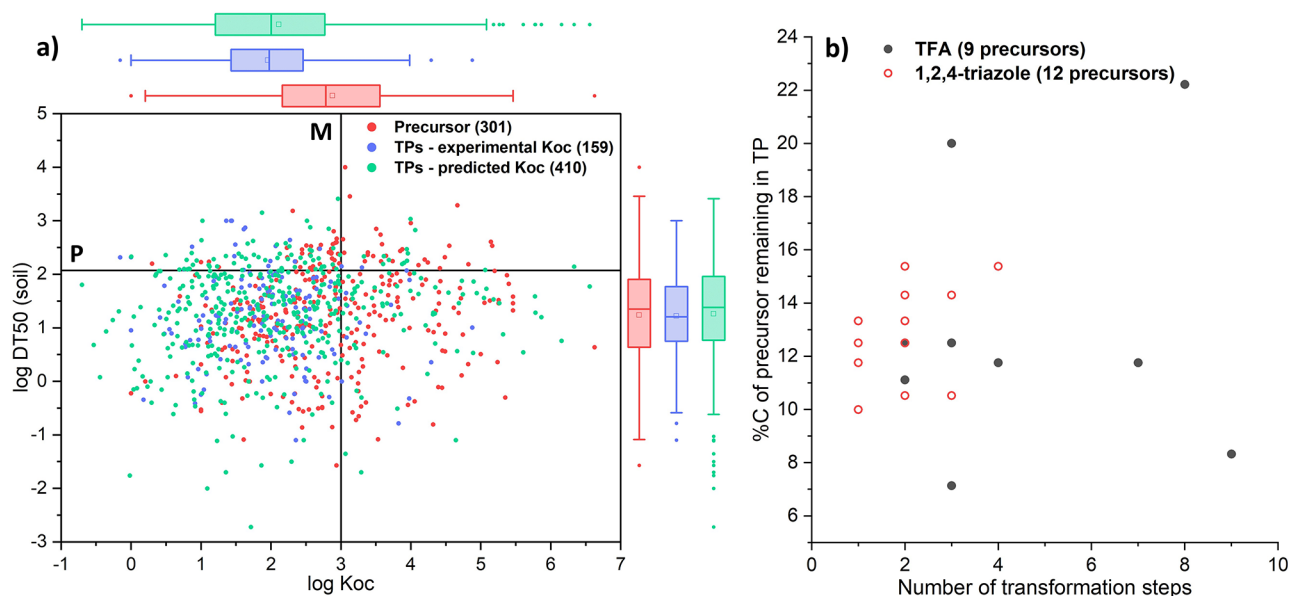 a)
M
Precursor (301)
TPs - experimental Koc (159)
TPs - predicted Koc (410)
P
5
4
3
2
1
0
-1
-2
-3
log DT50 (soil)
-1 0 1 2 3 4 5 6 7
log Koc
b)
TFA (9 precursors)
1,2,4-triazole (12 precursors)
24
22
20
18
16
14
12
10
8
6
%C of precursor remaining in TP
0 2 4 6 8 10
Number of transformation steps